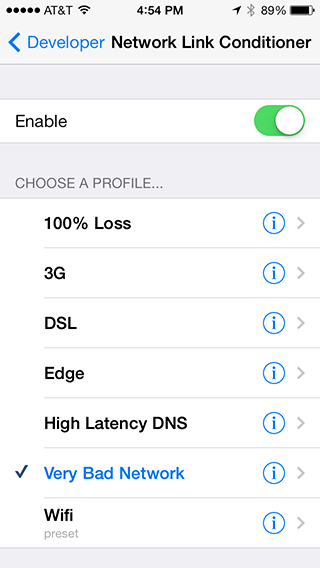 AT&T 4:54 PM 89%
Developer Network Link Conditioner
Enable
CHOOSE A PROFILE...
100% Loss
3G
DSL
Edge
High Latency DNS
Very Bad Network
Wifi
preset